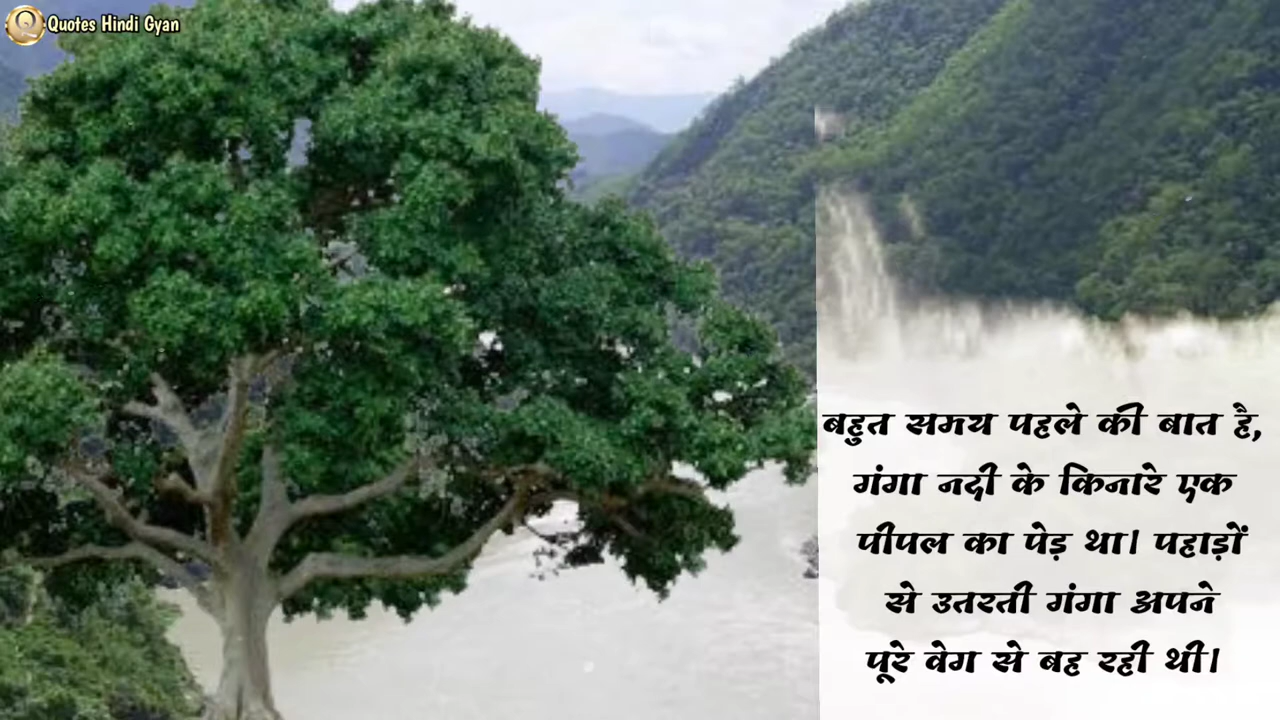 Quotes Hindi Gyan
बहुत समय पहले की बात है,
गंगा नदी के किनारे एक
पीपल का पेड़ था। पहाड़ों
से उतरती गंगा अपने
पूरे वेग से बह रही थी।